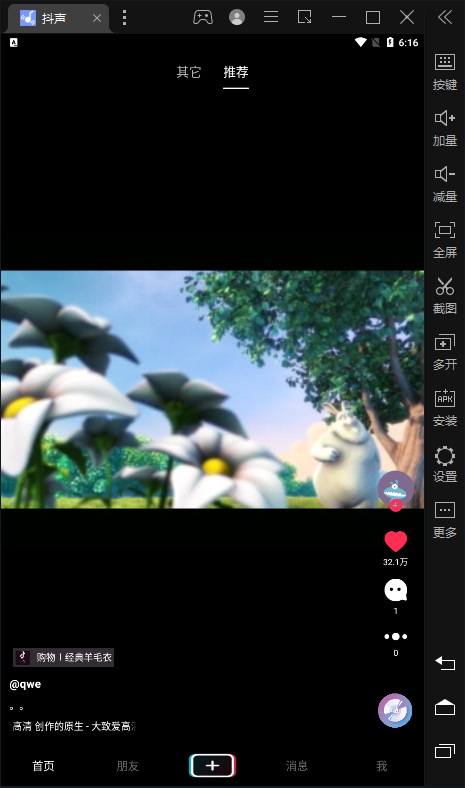 抖声
6:16
其它 推荐
按键
加量
减量
全屏
截图
多开
APK
安装
设置
更多
32.1万
1
0
购物 | 经典羊毛衣
@qwe
。。
高清 创作的原生 - 大致爱高
首页 朋友 消息 我